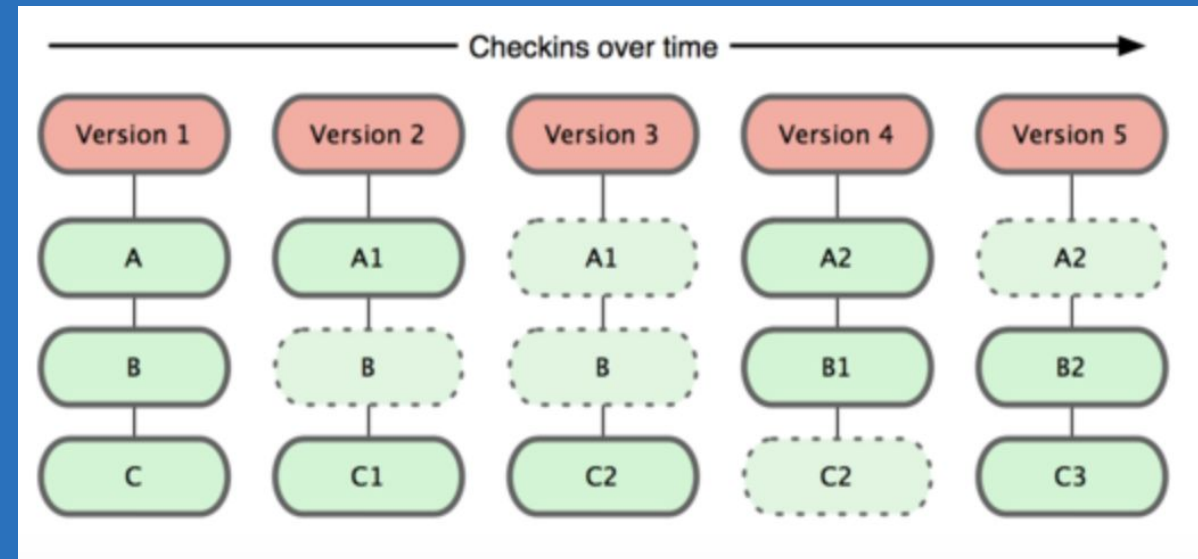 Checkins over time
Version 1 Version 2 Version 3 Version 4 Version 5
A A1 A1 A2 A2
B B B B1 B2
C C1 C2 C2 C3